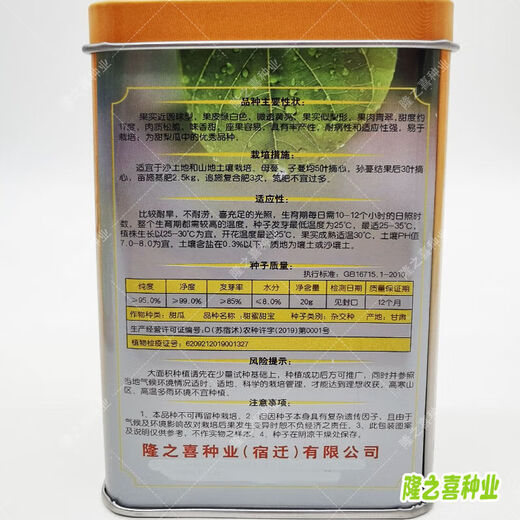 品种主要性状：
果实近圆球型，果皮绿白色，微透黄亮，果实似梨形，果肉青翠，甜度约
17度，肉质松脆，味香甜，座果容易，具有丰产性，耐病性和适应性强，易于
栽培，为甜梨瓜中的优秀品种。
栽培措施：
适宜于沙土地和山地土壤栽培，母蔓、子蔓均5叶摘心，孙蔓结果后3叶摘
心，亩施蒸肥2.5kg，追施复合肥3次，氮肥不宜过多。
适应性：
比较耐旱，不耐涝，喜充足的光照，生育期每日需10-12个小时的日照时
数，整个生育期都需较高的温度，种子发芽最低温度为25℃，最适25-35℃，
植株生长以25-30℃为宜，开花温度最适25℃，果实成熟适温30℃，土壤PH值
7.0-8.0为宜，土壤含盐在0.3%以下，质地为壤土或沙壤土。
种子质量：
执行标准：GB16715.1-2010
纯度 净度 发芽率 水分 净含量 检测日期 质量保证期
≥95.0% ≥99.0% ≥85% ≤8.0% 20g 见封口 12个月
作物种类：甜瓜 品种名称：甜蜜甜宝 种子类别：杂交种 产地：甘肃
生产经营许可证编号：D（苏宿沭）农种许字（2019）第0001号
植物检疫证号：6209212019001327
风险提示：
大面积种植请先在少量试种基础上，种植成功后方可推广，同时并参照
当地气候环境情况适时、适地、科学的栽培管理，才能达到理想收获，高寒山
区、高温多雨环境不宜种植。
注意事项：
1、本品种不可再留种栽培。2、但因种子本身具有复杂遗传因子，且由于
气候及环境影响故对栽培后果发生变异时恕不负经济之责任。3、此包装图案
及说明仅供参考，不作实物之样本。4、种子在阴凉干燥处保存。
隆之喜种业（宿迁）有限公司
隆之喜种业